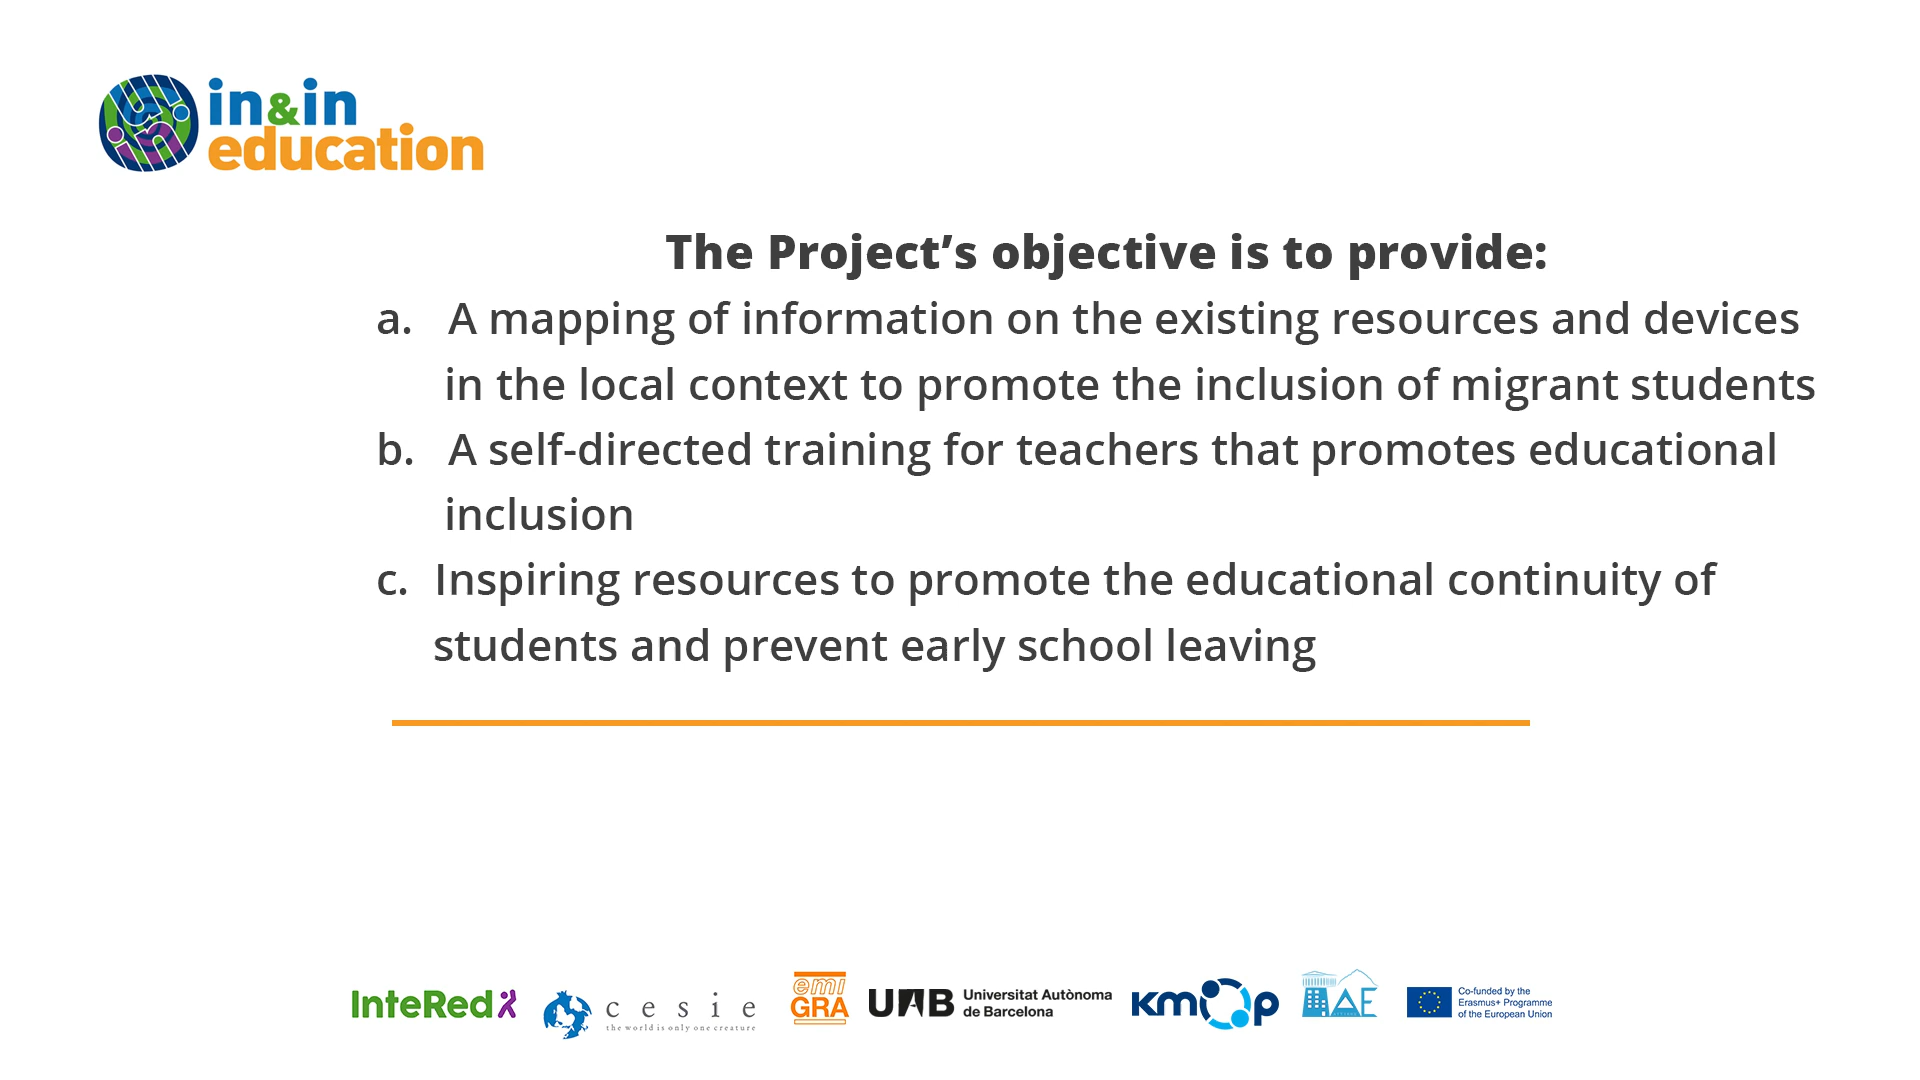 in&in
education
The Project’s objective is to provide:
a. A mapping of information on the existing resources and devices
in the local context to promote the inclusion of migrant students
b. A self-directed training for teachers that promotes educational
inclusion
c. Inspiring resources to promote the educational continuity of
students and prevent early school leaving
InteRed
cesie
the world is only one creature
emi
GRA
UAB
Universitat Autònoma
de Barcelona
kmop
Co-funded by the
Erasmus+ Programme
of the European Union